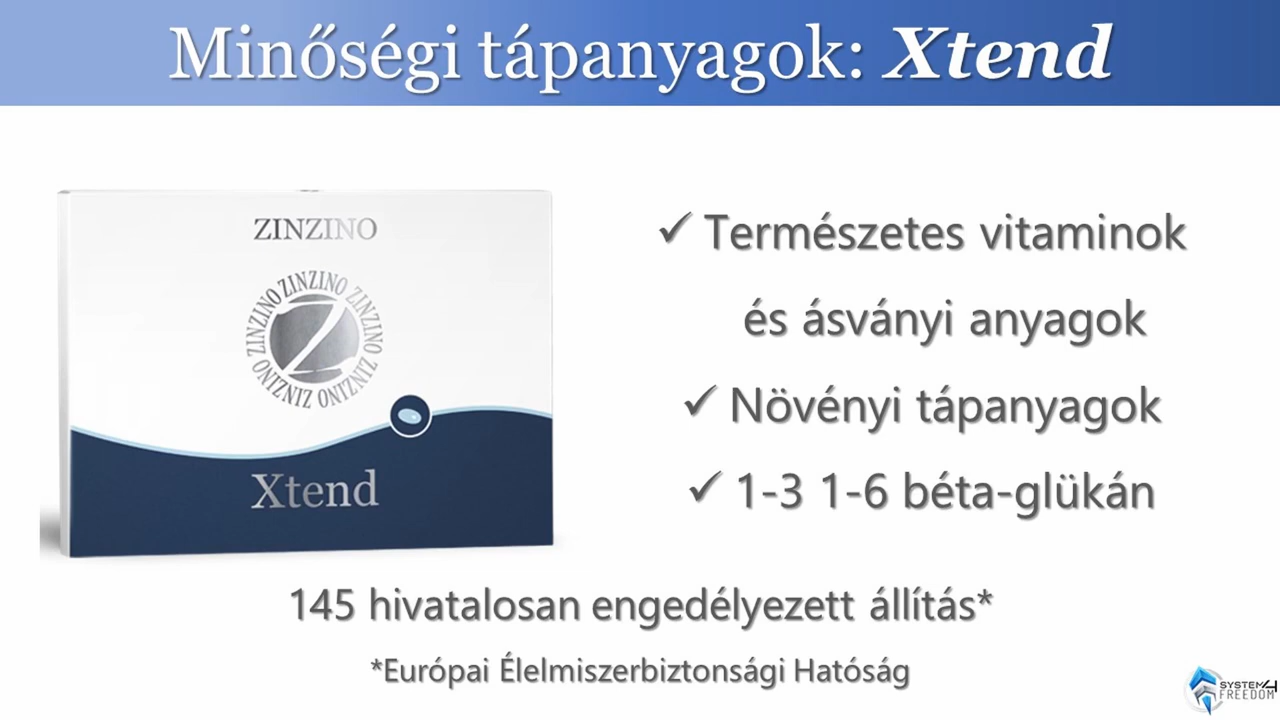 Minőségi tápanyagok: Xtend
ZINZINO
ZINZINO ZINZINO ZINZINO ZINZINO ZINZINO
Z
Xtend
✓ Természetes vitaminok
és ásványi anyagok
✓ Növényi tápanyagok
✓ 1-3 1-6 béta-glükán
145 hivatalosan engedélyezett állítás*
*Európai Élelmiszerbiztonsági Hatóság
SYSTEM4
FREEDOM